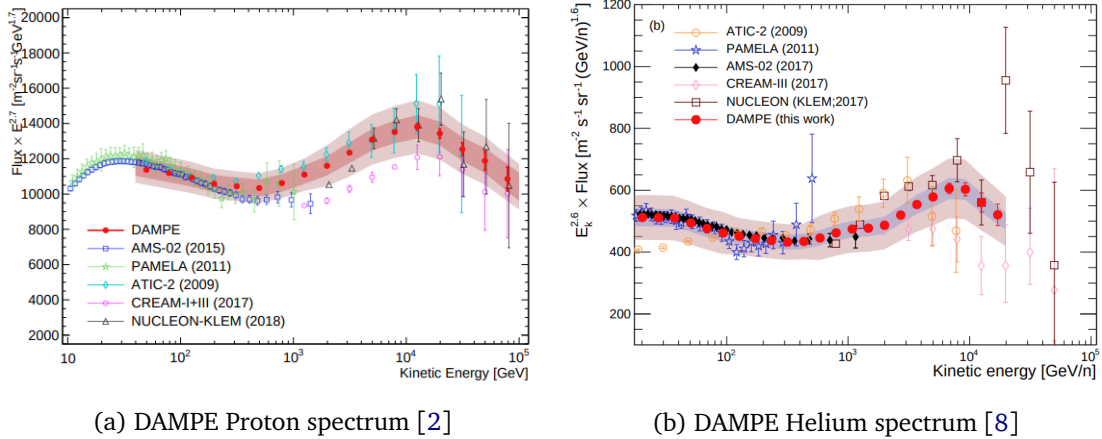 Flux × E^2.7 [m^-2 sr^-1 s^-1 GeV^1.7]
20000
18000
16000
14000
12000
10000
8000
6000
4000
2000
DAMPE
AMS-02 (2015)
PAMELA (2011)
ATIC-2 (2009)
CREAM-I+III (2017)
NUCLEON-KLEM (2018)
10 10^2 10^3 10^4 10^5
Kinetic Energy [GeV]
(a) DAMPE Proton spectrum [2]
E_k^2.6 × Flux [m^-2 s^-1 sr^-1 (GeV/n)^1.6]
1200
1000
800
600
400
200
(b)
ATIC-2 (2009)
PAMELA (2011)
AMS-02 (2017)
CREAM-III (2017)
NUCLEON (KLEM;2017)
DAMPE (this work)
10^2 10^3 10^4 10^5
Kinetic energy [GeV/n]
(b) DAMPE Helium spectrum [8]